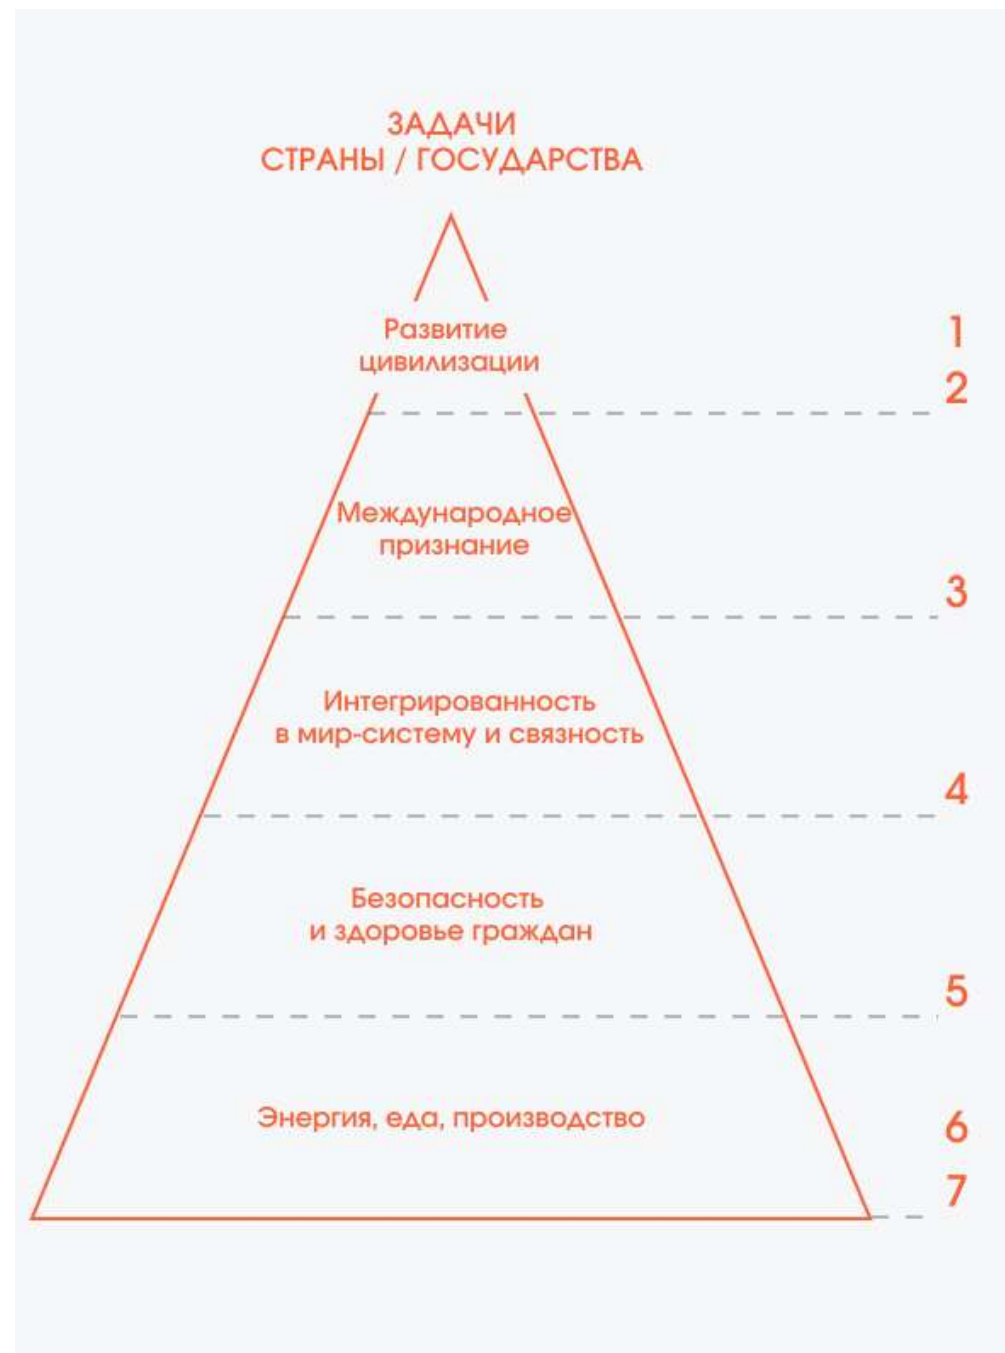 ЗАДАЧИ
СТРАНЫ / ГОСУДАРСТВА
Развитие
цивилизации
1
2
Международное
признание
3
Интегрированность
в мир-систему и связность
4
Безопасность
и здоровье граждан
5
Энергия, еда, производство
6
7